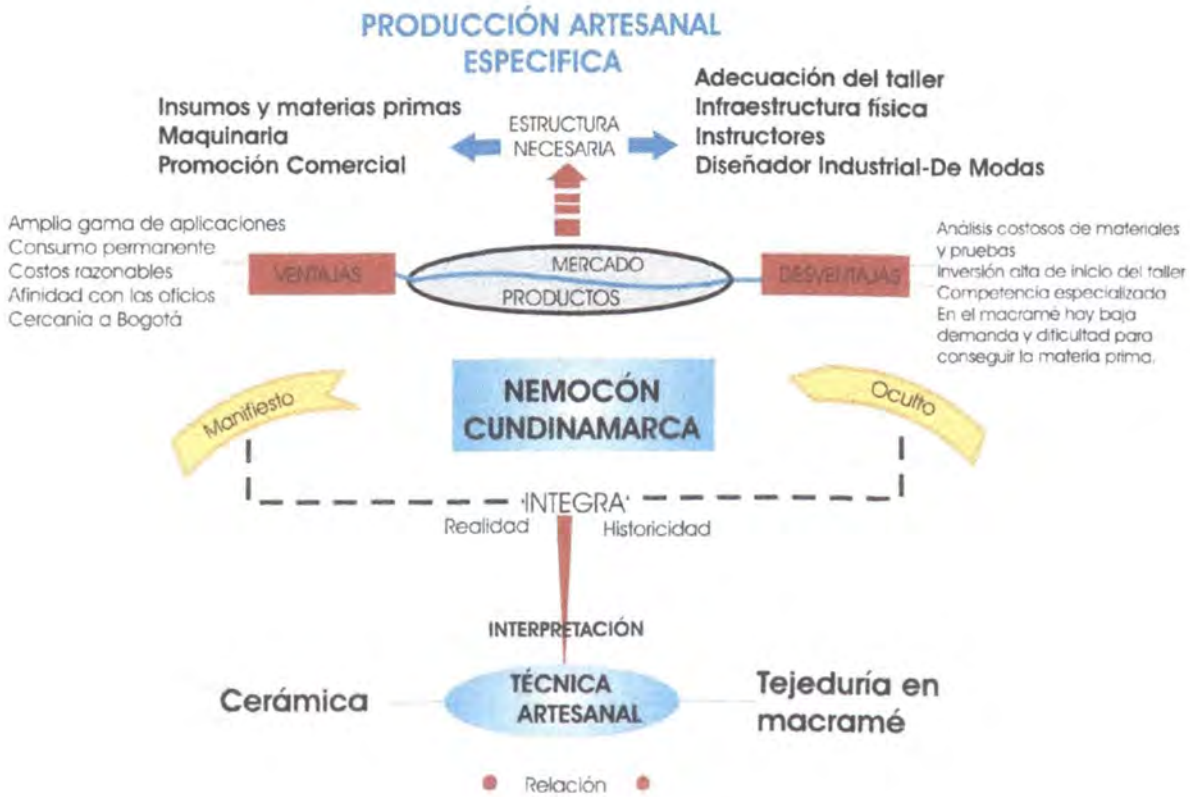 PRODUCCIÓN ARTESANAL
ESPECIFICA
Insumos y materias primas
Maquinaria
Promoción Comercial
ESTRUCTURA
NECESARIA
Adecuación del taller
Infraestructura física
Instructores
Diseñador Industrial-De Modas
Amplia gama de aplicaciones
Consumo permanente
Costos razonables
Afinidad con los oficios
Cercanía a Bogotá
VENTAJAS
MERCADO
PRODUCTOS
DESVENTAJAS
Análisis costosos de materiales
y pruebas
Inversión alta de inicio del taller
Competencia especializada
En el macramé hay baja
demanda y dificultad para
conseguir la materia prima.
Manifiesto
NEMOCÓN
CUNDINAMARCA
Oculto
INTEGRA
Realidad
Historicidad
INTERPRETACIÓN
Cerámica
TÉCNICA
ARTESANAL
Tejeduría en
macramé
Relación